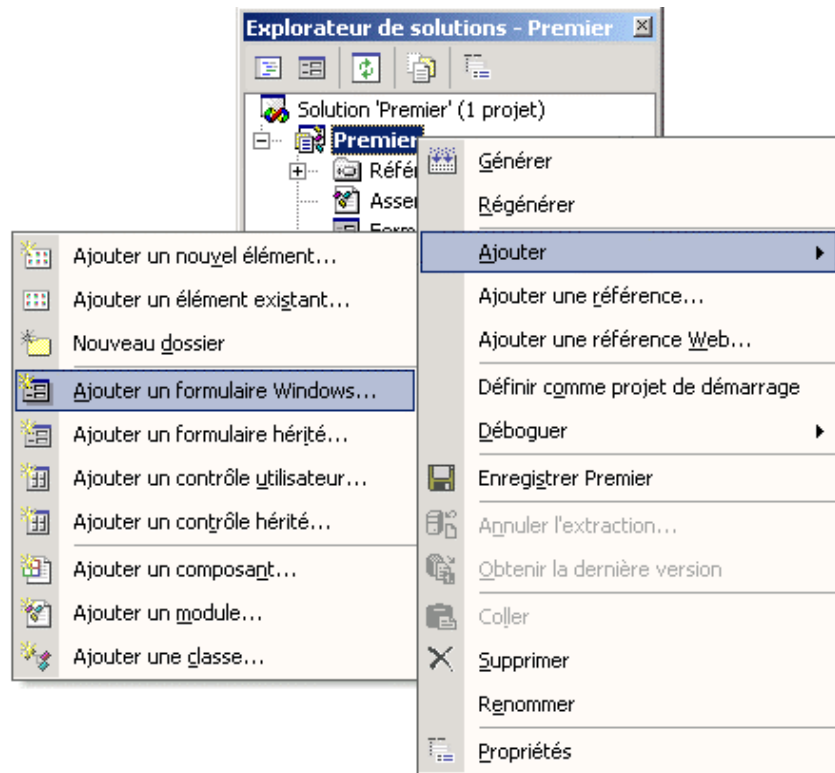 Explorateur de solutions - Premier
Solution 'Premier' (1 projet)
Premier
Générer
Régénérer
Ajouter
Ajouter une référence...
Ajouter une référence Web...
Définir comme projet de démarrage
Déboguer
Enregistrer Premier
Annuler l'extraction...
Obtenir la dernière version
Coller
Supprimer
Renommer
Propriétés
Ajouter un nouvel élément...
Ajouter un élément existant...
Nouveau dossier
Ajouter un formulaire Windows...
Ajouter un formulaire hérité...
Ajouter un contrôle utilisateur...
Ajouter un contrôle hérité...
Ajouter un composant...
Ajouter un module...
Ajouter une classe...